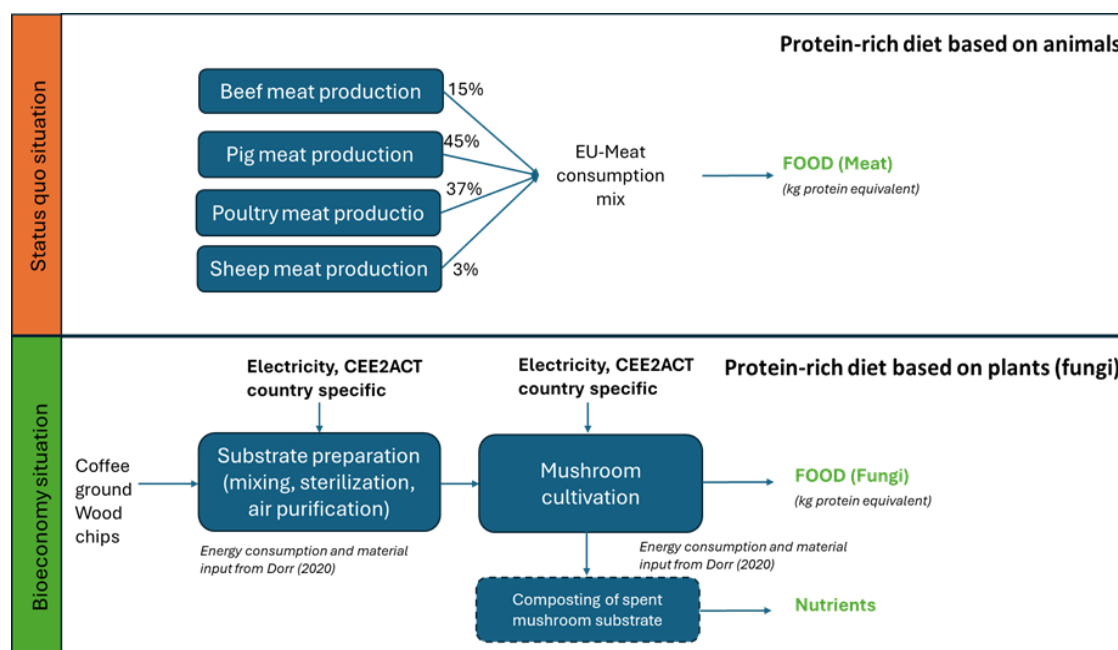 Status quo situation
Protein-rich diet based on animals
Beef meat production
15%
Pig meat production
45%
Poultry meat productio
37%
Sheep meat production
3%
EU-Meat
consumption
mix
FOOD (Meat)
(kg protein equivalent)
Bioeconomy situation
Protein-rich diet based on plants (fungi)
Electricity, CEE2ACT
country specific
Electricity, CEE2ACT
country specific
Coffee
ground
Wood
chips
Substrate preparation
(mixing, sterilization,
air purification)
Energy consumption and material
input from Dorr (2020)
Mushroom
cultivation
Energy consumption and material
input from Dorr (2020)
FOOD (Fungi)
(kg protein equivalent)
Composting of spent
mushroom substrate
Nutrients